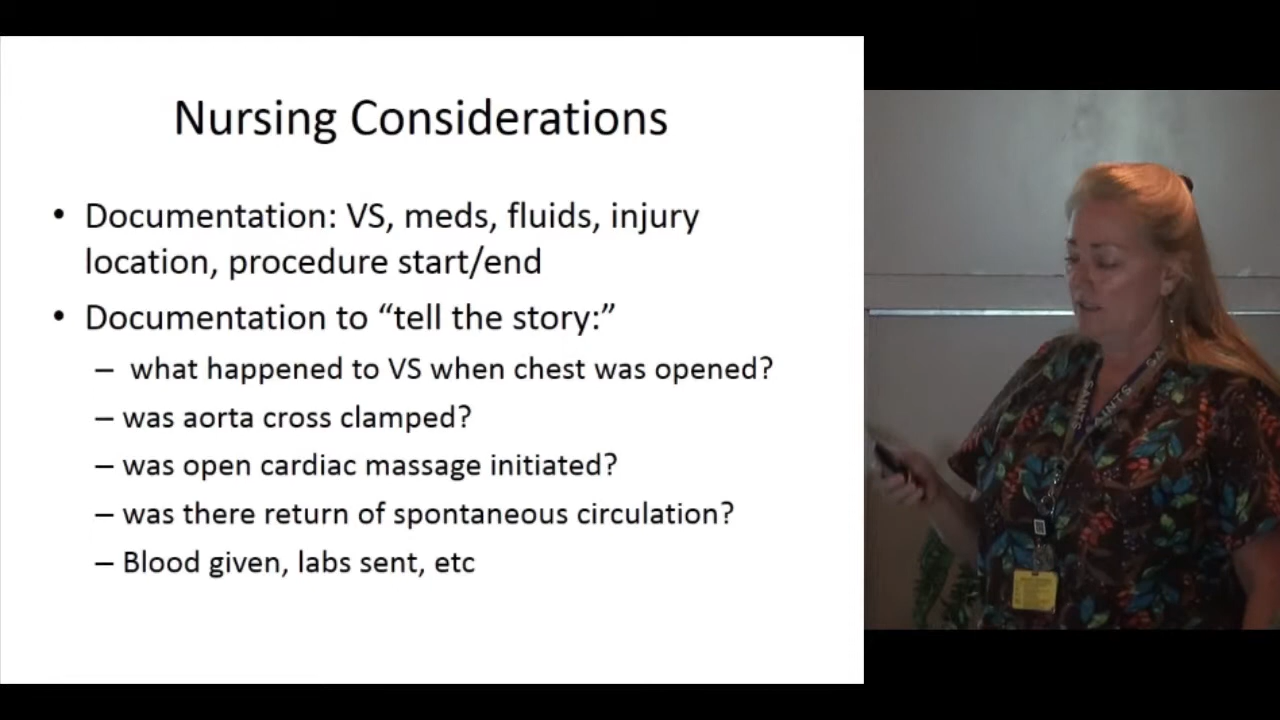 Nursing Considerations
• Documentation: VS, meds, fluids, injury
location, procedure start/end
• Documentation to “tell the story:”
– what happened to VS when chest was opened?
– was aorta cross clamped?
– was open cardiac massage initiated?
– was there return of spontaneous circulation?
– Blood given, labs sent, etc
SAINTS